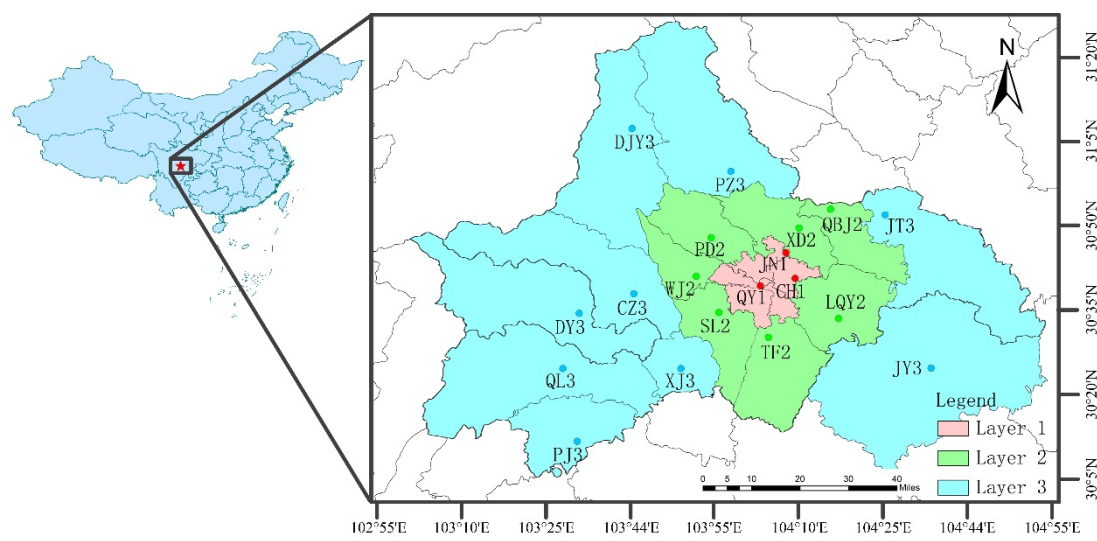 N
31°20'N
31°5'N
30°50'N
30°35'N
30°20'N
30°5'N
DJY3
PZ3
QBJ2
JT3
XD2
PD2
JN1
WJ2
QY1
CH1
LQY2
CZ3
DY3
SL2
TF2
QL3
XJ3
JY3
PJ3
Legend
Layer 1
Layer 2
Layer 3
0 5 10 20 30 40
Miles
102°55'E 103°10'E 103°25'E 103°44'E 103°55'E 104°10'E 104°25'E 104°44'E 104°55'E